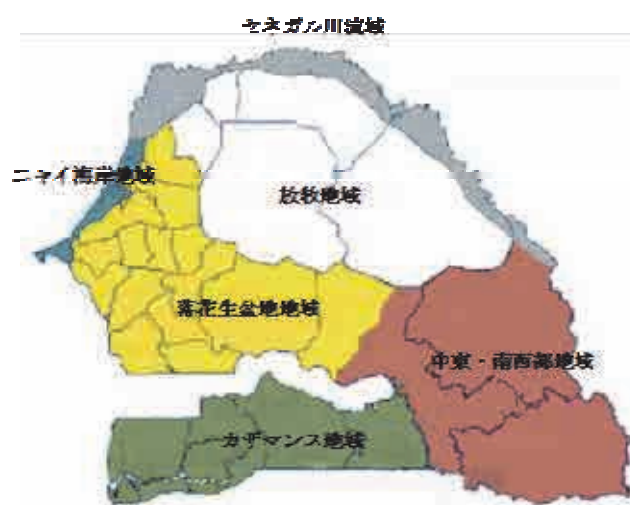 セネガル川流域
ニャイ海岸地域
放牧地域
落花生盆地地域
中東・南西部地域
カザマンス地域